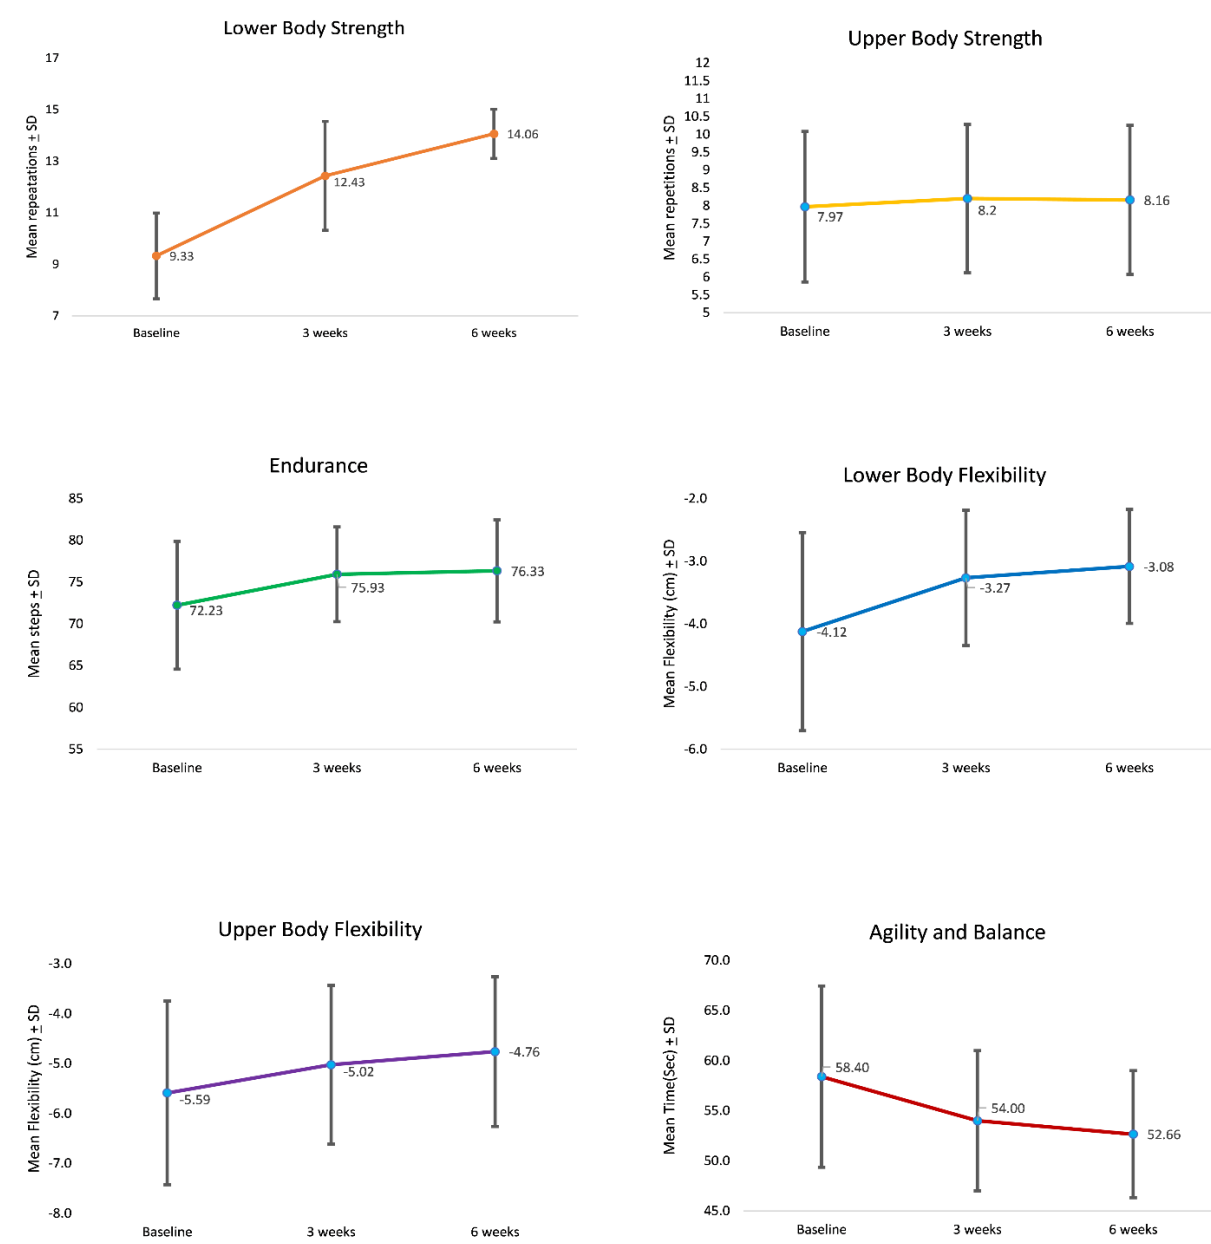 Lower Body Strength
Mean repeatations ± SD
17
15
13
11
9
7
9.33
12.43
14.06
Baseline
3 weeks
6 weeks
Upper Body Strength
Mean repetitions ± SD
12
11.5
11
10.5
10
9.5
9
8.5
8
7.5
7
6.5
6
5.5
5
7.97
8.2
8.16
Baseline
3 weeks
6 weeks
Endurance
Mean steps ± SD
85
80
75
70
65
60
55
72.23
75.93
76.33
Baseline
3 weeks
6 weeks
Lower Body Flexibility
Mean Flexibility (cm) ± SD
-2.0
-3.0
-4.0
-5.0
-6.0
-4.12
-3.27
-3.08
Baseline
3 weeks
6 weeks
Upper Body Flexibility
Mean Flexibility (cm) ± SD
-3.0
-4.0
-5.0
-6.0
-7.0
-8.0
-5.59
-5.02
-4.76
Baseline
3 weeks
6 weeks
Agility and Balance
Mean Time(Sec) ± SD
70.0
65.0
60.0
55.0
50.0
45.0
58.40
54.00
52.66
Baseline
3 weeks
6 weeks